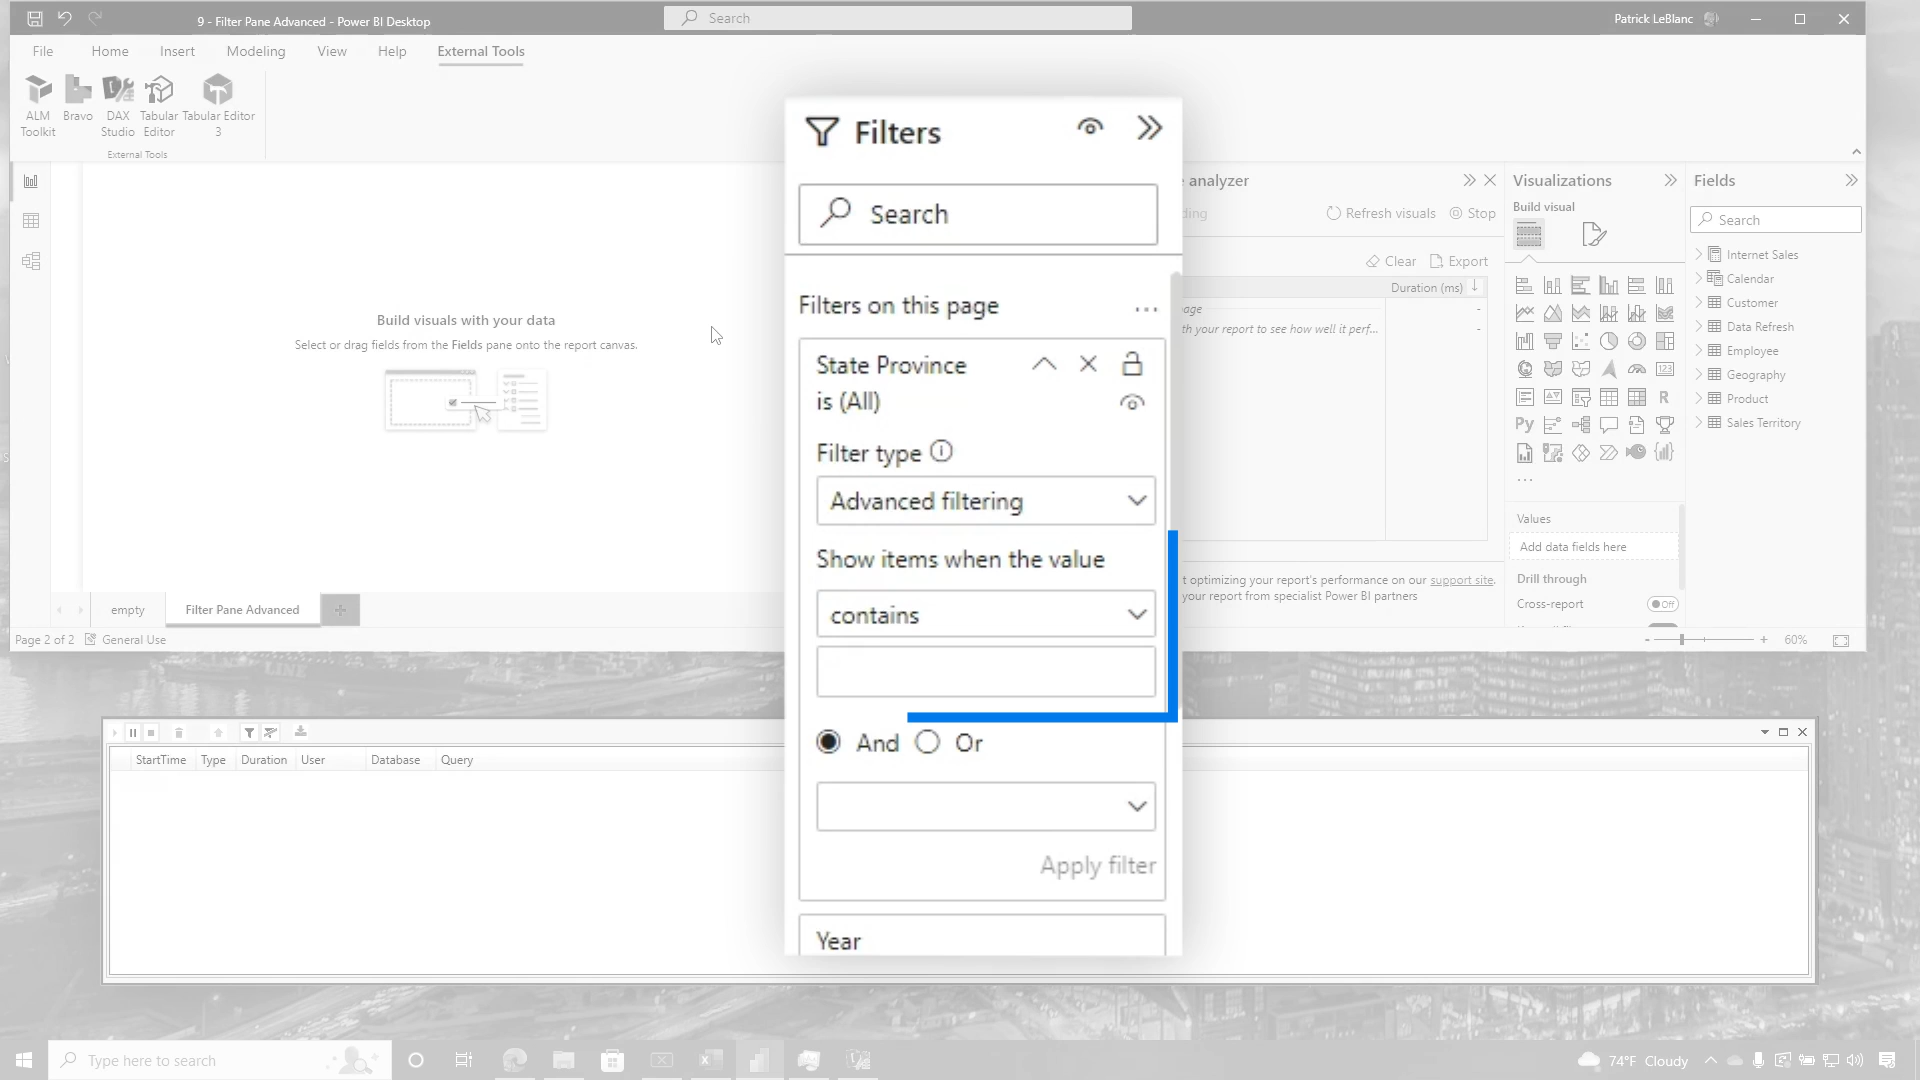 9 - Filter Pane Advanced - Power BI Desktop
Search
Patrick LeBlanc
File
Home
Insert
Modeling
View
Help
External Tools
ALM Toolkit
Bravo
DAX Studio
Tabular Editor
Tabular Editor 3
External Tools
Build visuals with your data
Select or drag fields from the Fields pane onto the report canvas.
empty
Filter Pane Advanced
+
Page 2 of 2
General Use
Filters
Search
Filters on this page
...
State Province
is (All)
Filter type
Advanced filtering
Show items when the value
contains
And
Or
Apply filter
Year
analyzer
Refresh visuals
Stop
Clear
Export
Duration (ms)
your report to see how well it perf...
optimizing your report's performance on our support site.
your report from specialist Power BI partners
Visualizations
Build visual
R
Py
123
...
Values
Add data fields here
Drill through
Cross-report
Off
Fields
Search
Internet Sales
Calendar
Customer
Data Refresh
Employee
Geography
Product
Sales Territory
- + 60%
StartTime
Type
Duration
User
Database
Query
Type here to search
74°F Cloudy